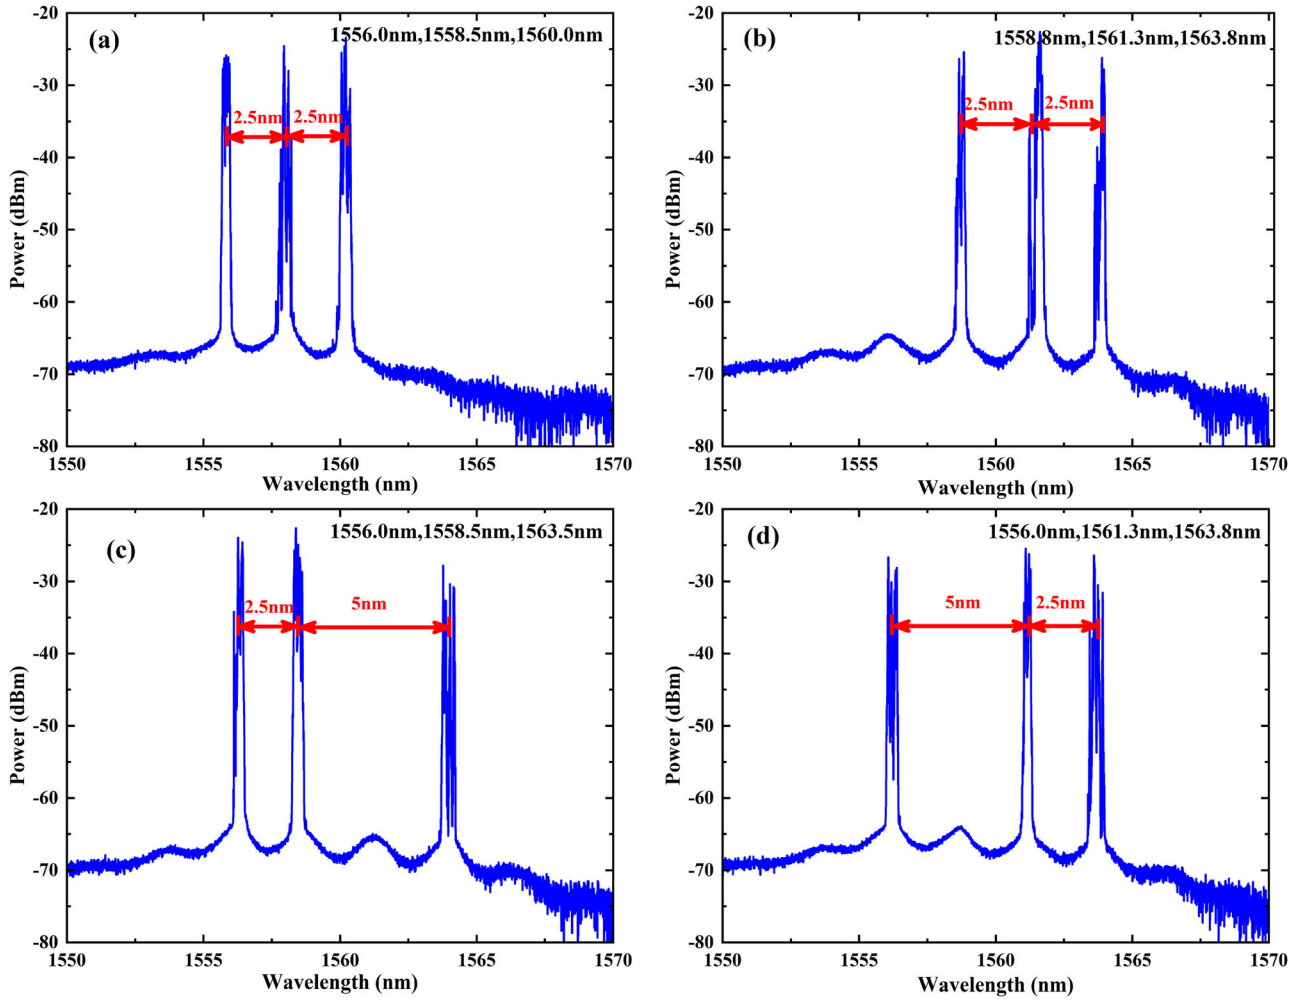 (a)
1556.0nm,1558.5nm,1560.0nm
2.5nm 2.5nm
-20
-30
-40
-50
-60
-70
-80
Power (dBm)
1550 1555 1560 1565 1570
Wavelength (nm)
(b)
1558.8nm,1561.3nm,1563.8nm
2.5nm 2.5nm
-20
-30
-40
-50
-60
-70
-80
Power (dBm)
1550 1555 1560 1565 1570
Wavelength (nm)
(c)
1556.0nm,1558.5nm,1563.5nm
2.5nm 5nm
-20
-30
-40
-50
-60
-70
-80
Power (dBm)
1550 1555 1560 1565 1570
Wavelength (nm)
(d)
1556.0nm,1561.3nm,1563.8nm
5nm 2.5nm
-20
-30
-40
-50
-60
-70
-80
Power (dBm)
1550 1555 1560 1565 1570
Wavelength (nm)